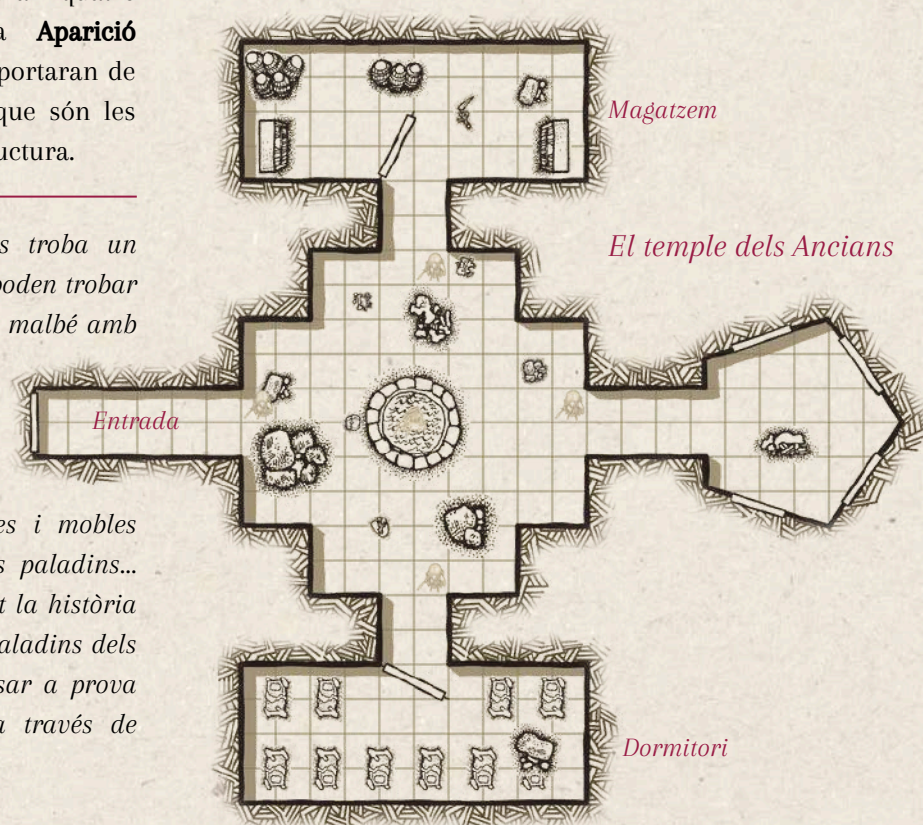 a Aparició
portaran de
que són les
uctura.
s troba un
poden trobar
malbé amb
es i mobles
s paladins...
t la història
aladins dels
sar a prova
a través de
Magatzem
El temple dels Ancians
Entrada
Dormitori